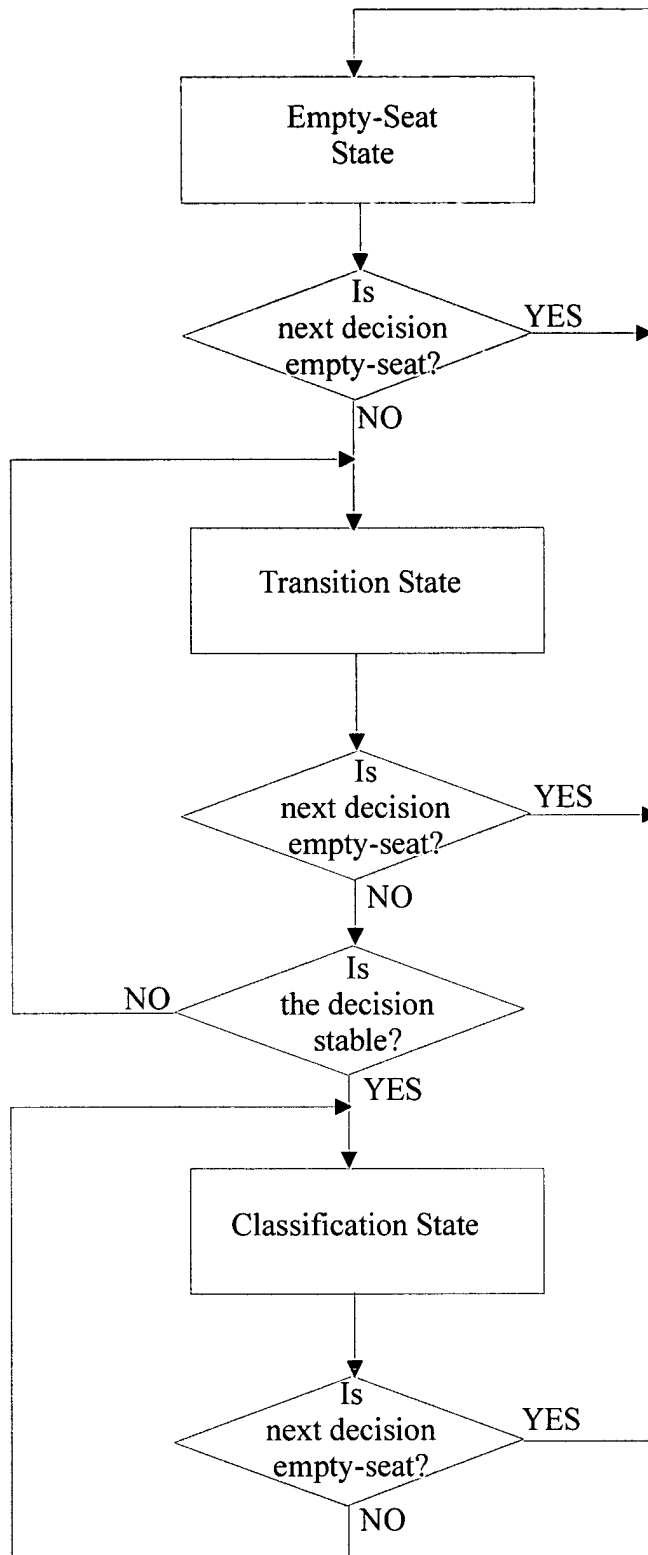 Empty-Seat
State
Is
next decision
empty-seat?
YES
NO
Transition State
Is
next decision
empty-seat?
YES
NO
Is
the decision
stable?
NO
YES
Classification State
Is
next decision
empty-seat?
YES
NO